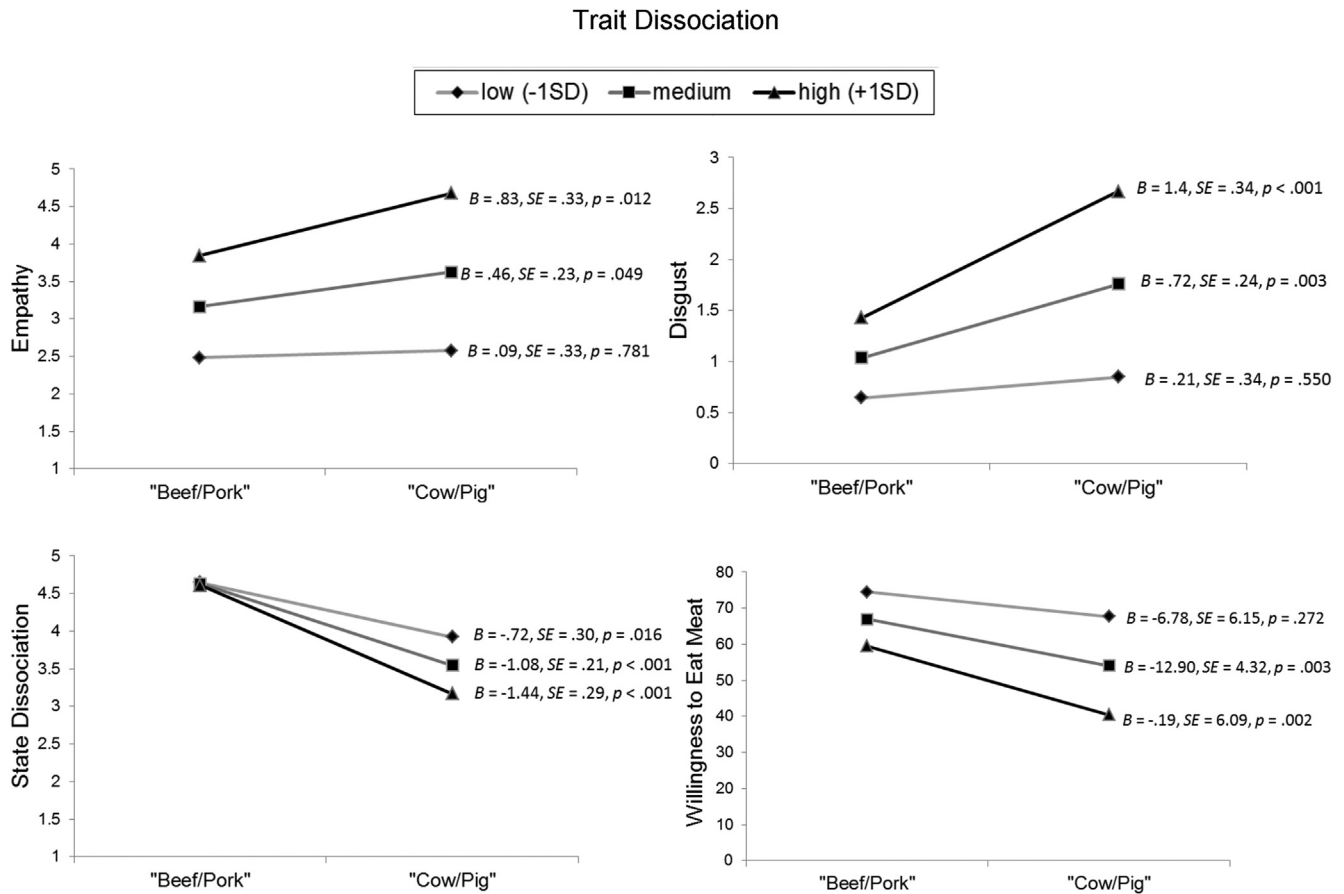 Trait Dissociation
low (-1SD) medium high (+1SD)
Empathy
5
4.5
4
3.5
3
2.5
2
1.5
1
B = .83, SE = .33, p = .012
B = .46, SE = .23, p = .049
B = .09, SE = .33, p = .781
"Beef/Pork" "Cow/Pig"
Disgust
3
2.5
2
1.5
1
0.5
0
B = 1.4, SE = .34, p < .001
B = .72, SE = .24, p = .003
B = .21, SE = .34, p = .550
"Beef/Pork" "Cow/Pig"
State Dissociation
5
4.5
4
3.5
3
2.5
2
1.5
1
B = -.72, SE = .30, p = .016
B = -1.08, SE = .21, p < .001
B = -1.44, SE = .29, p < .001
"Beef/Pork" "Cow/Pig"
Willingness to Eat Meat
80
70
60
50
40
30
20
10
0
B = -6.78, SE = 6.15, p = .272
B = -12.90, SE = 4.32, p = .003
B = -.19, SE = 6.09, p = .002
"Beef/Pork" "Cow/Pig"